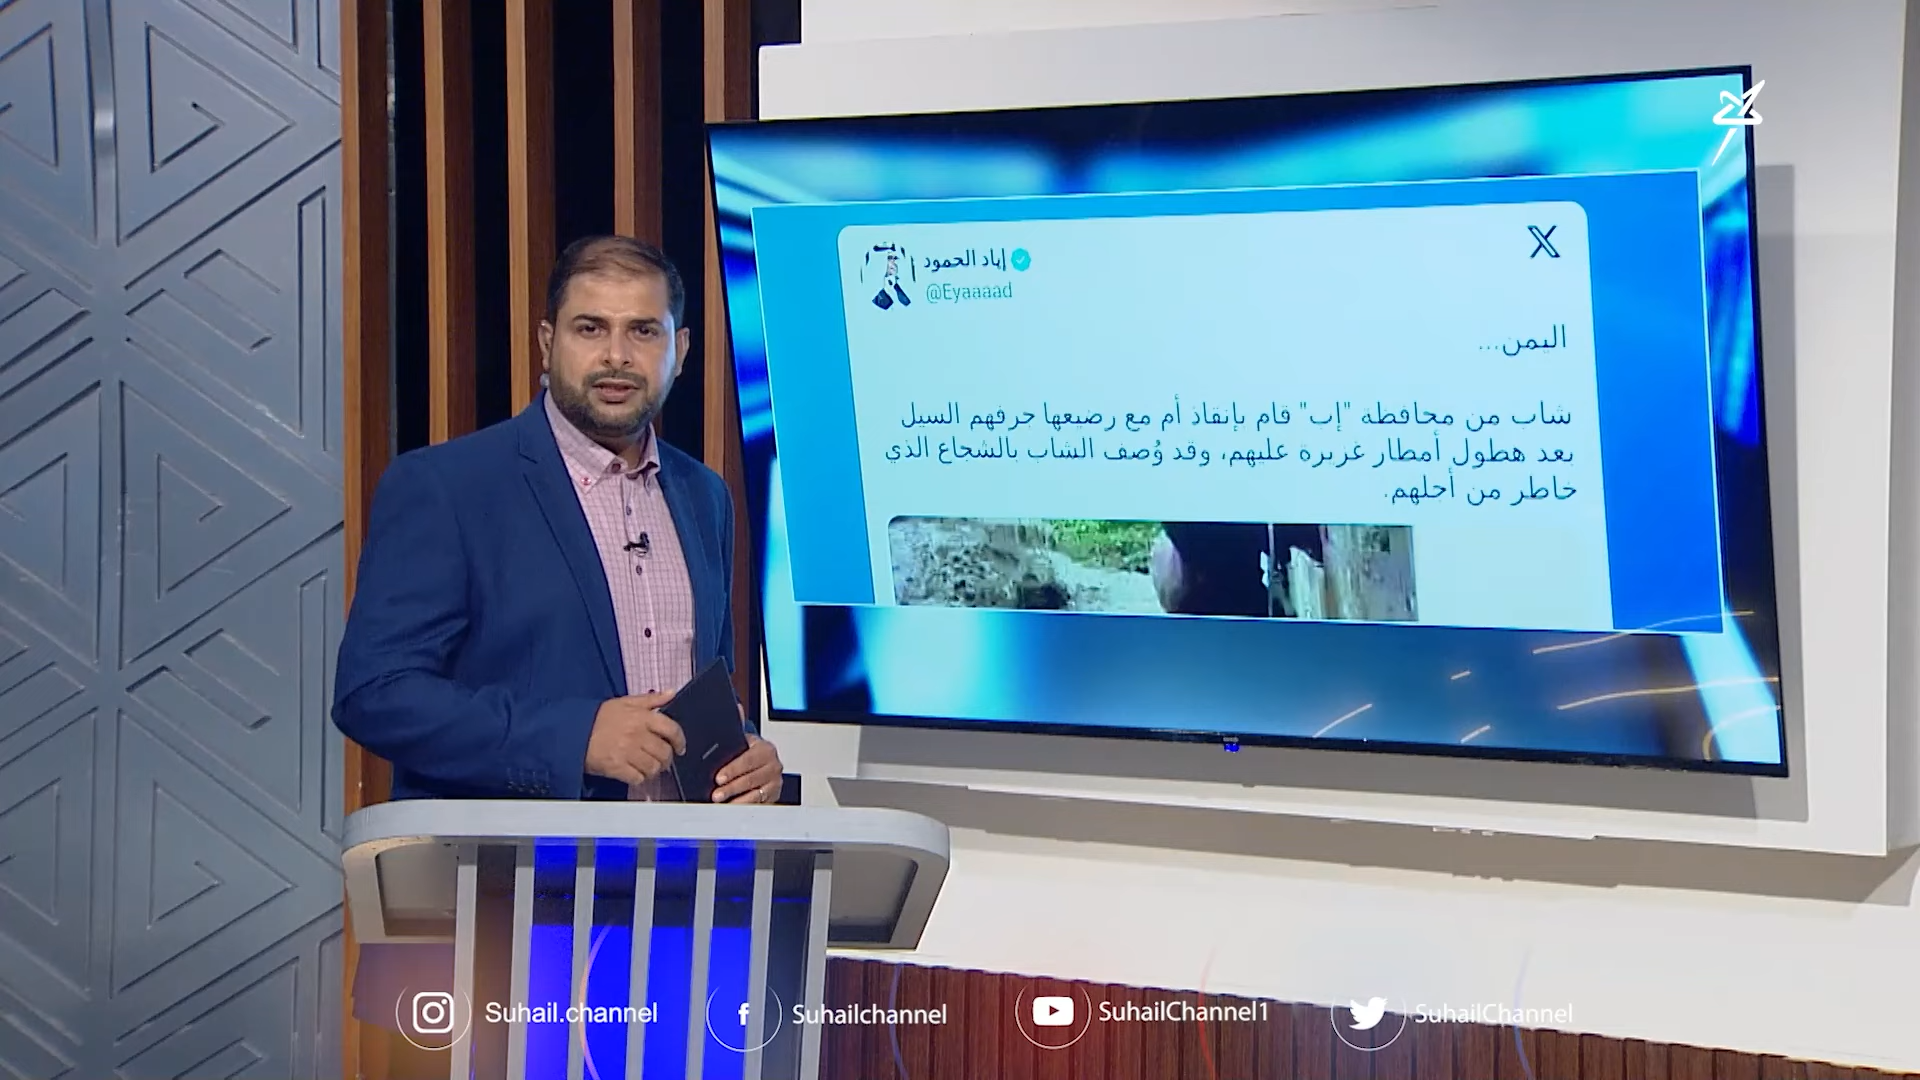 إياد الحمود
@Eyaaaad
اليمن...
شاب من محافظة "إب" قام بإنقاذ أم مع رضيعها جرفهم السيل
بعد هطول أمطار غزيرة عليهم، وقد وُصف الشاب بالشجاع الذي
خاطر من أجلهم.
Suhail.channel
Suhailchannel
SuhailChannel1
SuhailChannel